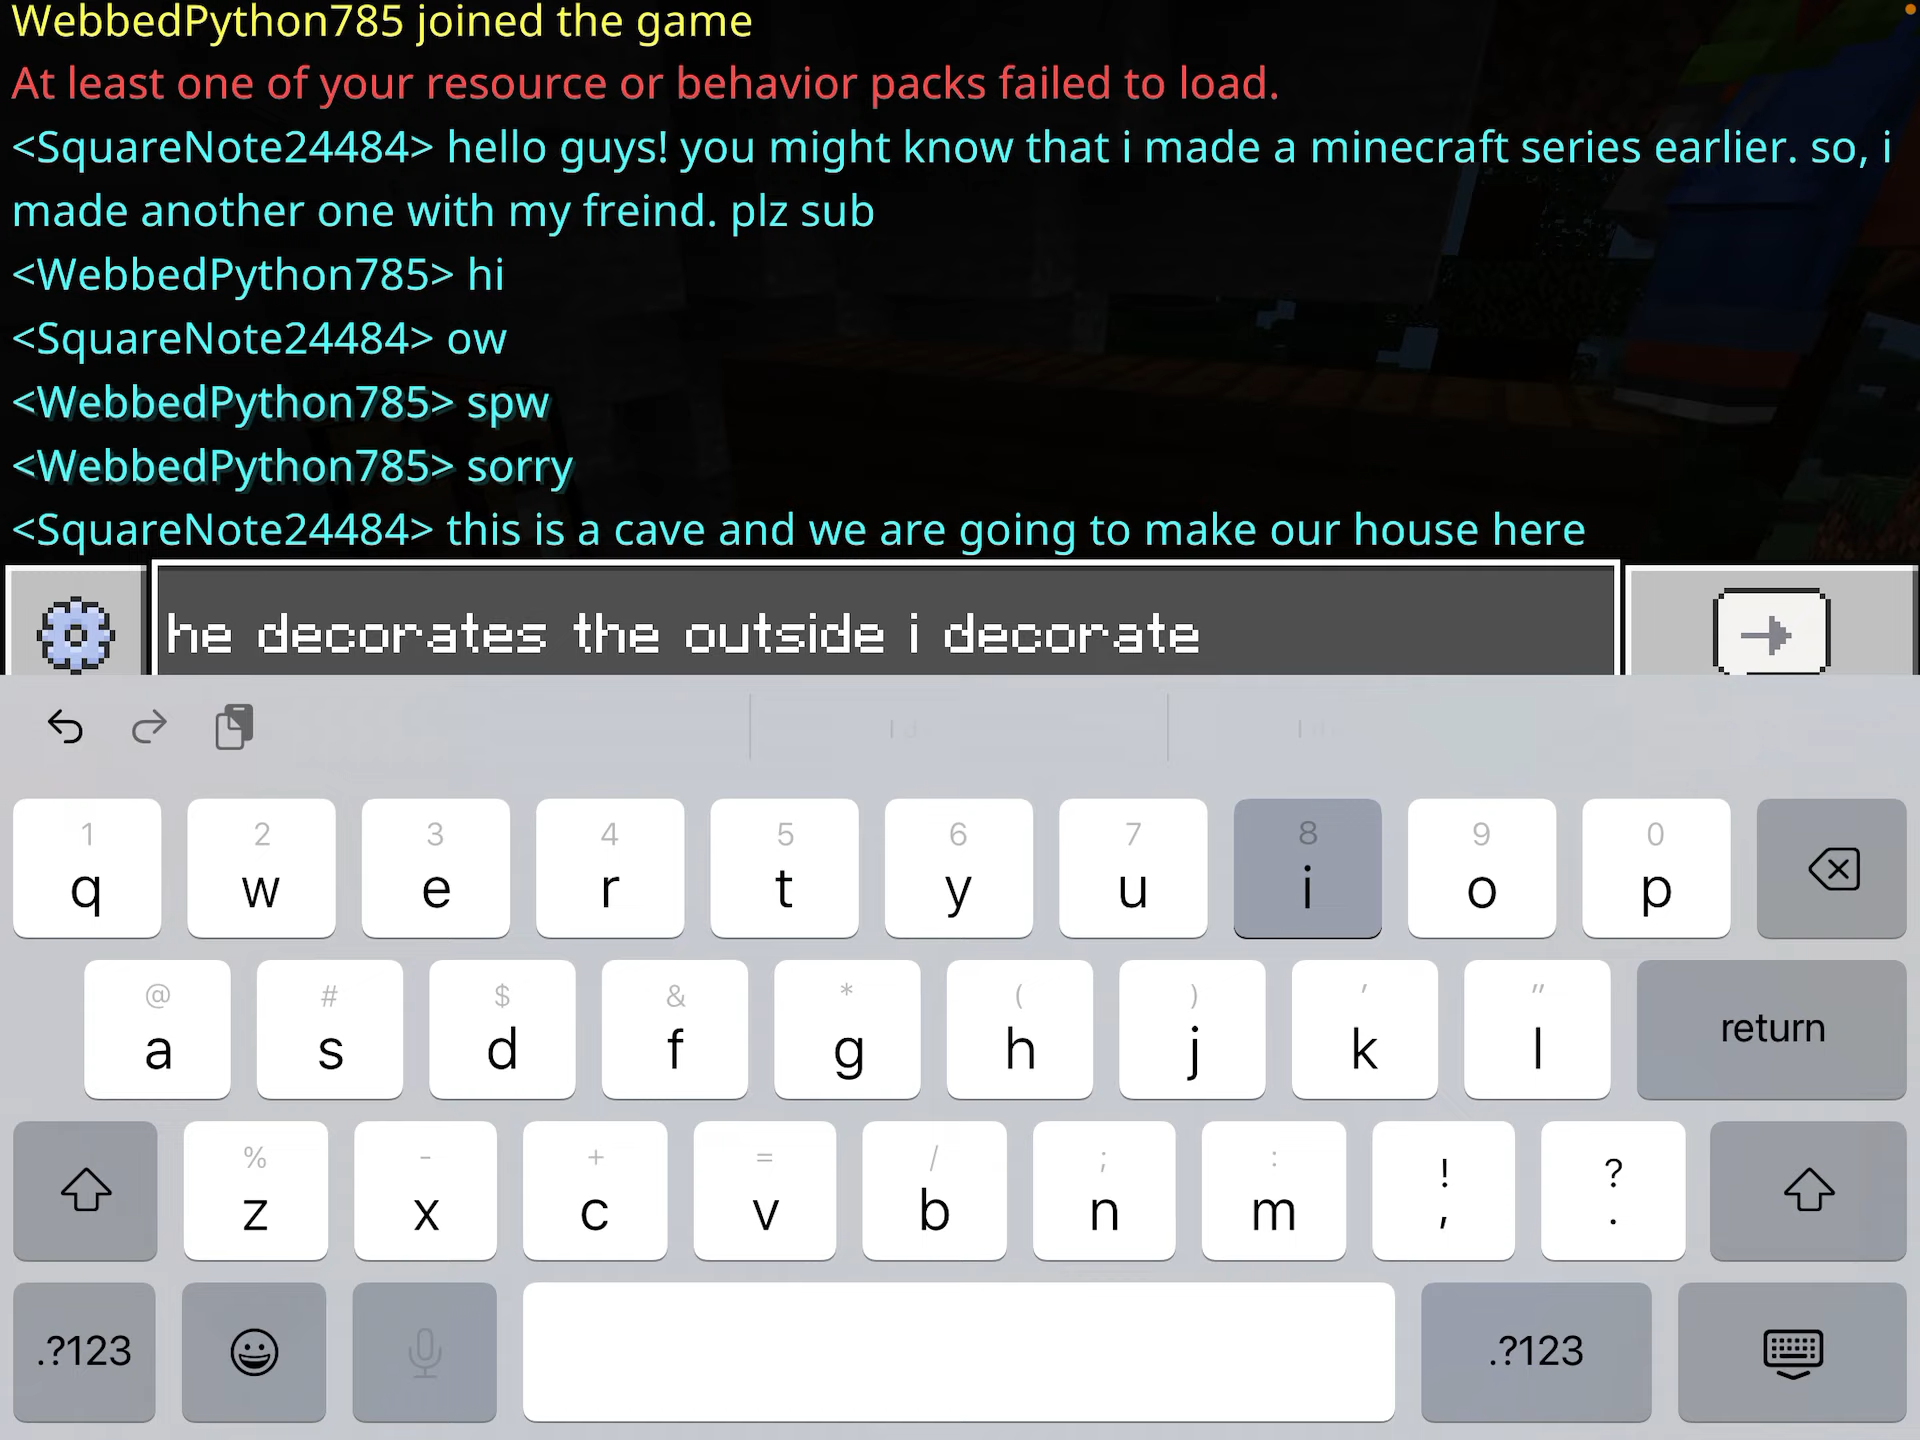 WebbedPython785 joined the game
At least one of your resource or behavior packs failed to load.
<SquareNote24484> hello guys! you might know that i made a minecraft series earlier. so, i
made another one with my freind. plz sub
<WebbedPython785> hi
<SquareNote24484> ow
<WebbedPython785> spw
<WebbedPython785> sorry
<SquareNote24484> this is a cave and we are going to make our house here
he decorates the outside i decorate
1 2 3 4 5 6 7 8 9 0
q w e r t y u i o p
@ # $ & * ( ) ' "
a s d f g h j k l return
% - + = / ; : ! ?
z x c v b n m , .
.?123 .?123